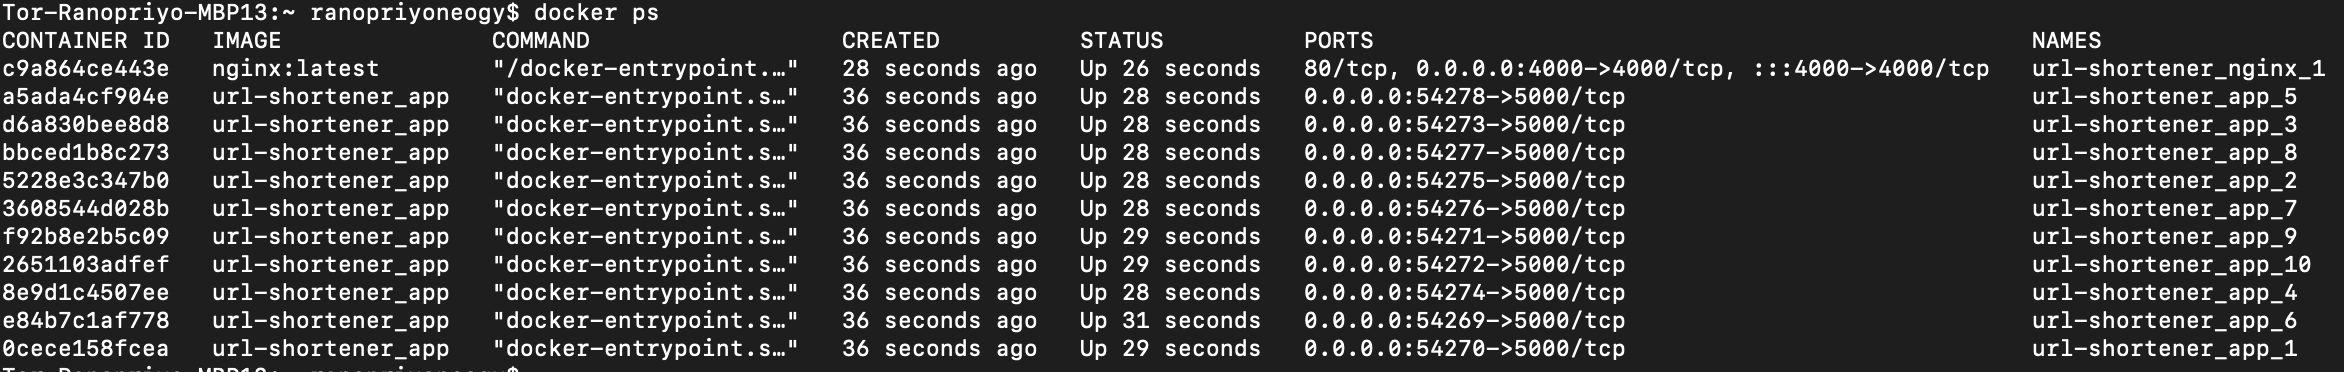 Tor-Ranopriyo-MBP13:~ ranopriyoneogy$ docker ps
CONTAINER ID   IMAGE               COMMAND                  CREATED          STATUS          PORTS                                               NAMES
c9a864ce443e   nginx:latest        "/docker-entrypoint.…"   28 seconds ago   Up 26 seconds   80/tcp, 0.0.0.0:4000->4000/tcp, :::4000->4000/tcp   url-shortener_nginx_1
a5ada4cf904e   url-shortener_app   "docker-entrypoint.s…"   36 seconds ago   Up 28 seconds   0.0.0.0:54278->5000/tcp                             url-shortener_app_5
d6a830bee8d8   url-shortener_app   "docker-entrypoint.s…"   36 seconds ago   Up 28 seconds   0.0.0.0:54273->5000/tcp                             url-shortener_app_3
bbced1b8c273   url-shortener_app   "docker-entrypoint.s…"   36 seconds ago   Up 28 seconds   0.0.0.0:54277->5000/tcp                             url-shortener_app_8
5228e3c347b0   url-shortener_app   "docker-entrypoint.s…"   36 seconds ago   Up 28 seconds   0.0.0.0:54275->5000/tcp                             url-shortener_app_2
3608544d028b   url-shortener_app   "docker-entrypoint.s…"   36 seconds ago   Up 28 seconds   0.0.0.0:54276->5000/tcp                             url-shortener_app_7
f92b8e2b5c09   url-shortener_app   "docker-entrypoint.s…"   36 seconds ago   Up 29 seconds   0.0.0.0:54271->5000/tcp                             url-shortener_app_9
2651103adfef   url-shortener_app   "docker-entrypoint.s…"   36 seconds ago   Up 29 seconds   0.0.0.0:54272->5000/tcp                             url-shortener_app_10
8e9d1c4507ee   url-shortener_app   "docker-entrypoint.s…"   36 seconds ago   Up 28 seconds   0.0.0.0:54274->5000/tcp                             url-shortener_app_4
e84b7c1af778   url-shortener_app   "docker-entrypoint.s…"   36 seconds ago   Up 31 seconds   0.0.0.0:54269->5000/tcp                             url-shortener_app_6
0cece158fcea   url-shortener_app   "docker-entrypoint.s…"   36 seconds ago   Up 29 seconds   0.0.0.0:54270->5000/tcp                             url-shortener_app_1